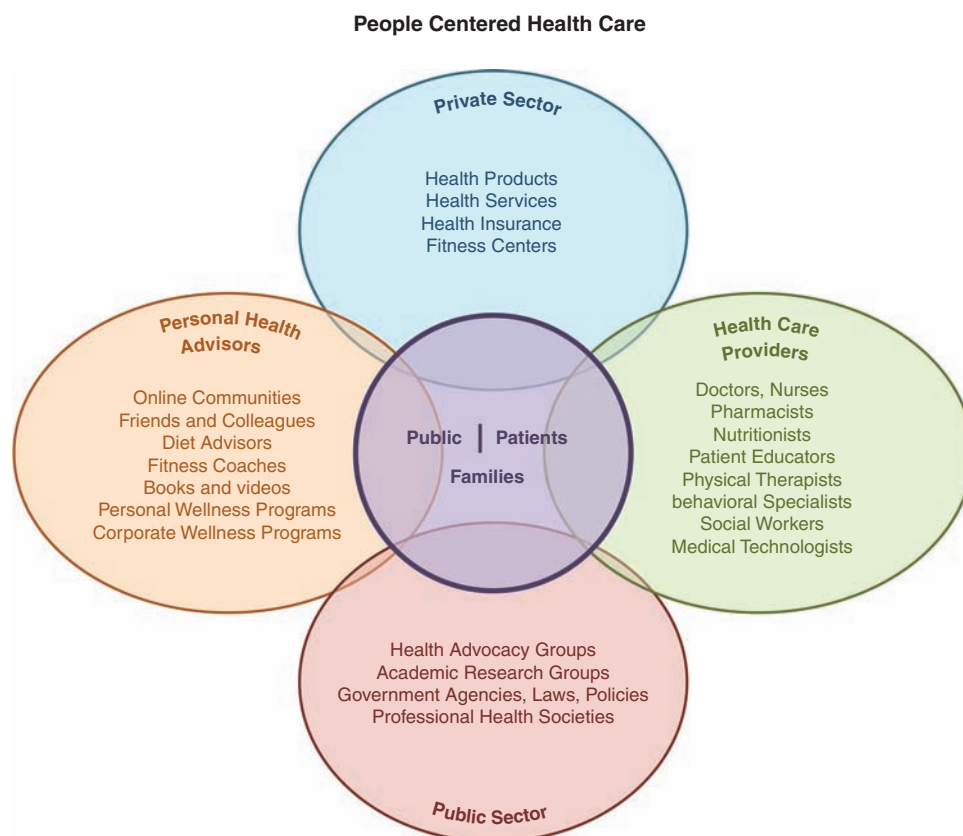 People Centered Health Care
Private Sector
Health Products
Health Services
Health Insurance
Fitness Centers
Personal Health
Advisors
Online Communities
Friends and Colleagues
Diet Advisors
Fitness Coaches
Books and videos
Personal Wellness Programs
Corporate Wellness Programs
Public | Patients
Families
Health Care
Providers
Doctors, Nurses
Pharmacists
Nutritionists
Patient Educators
Physical Therapists
behavioral Specialists
Social Workers
Medical Technologists
Health Advocacy Groups
Academic Research Groups
Government Agencies, Laws, Policies
Professional Health Societies
Public Sector